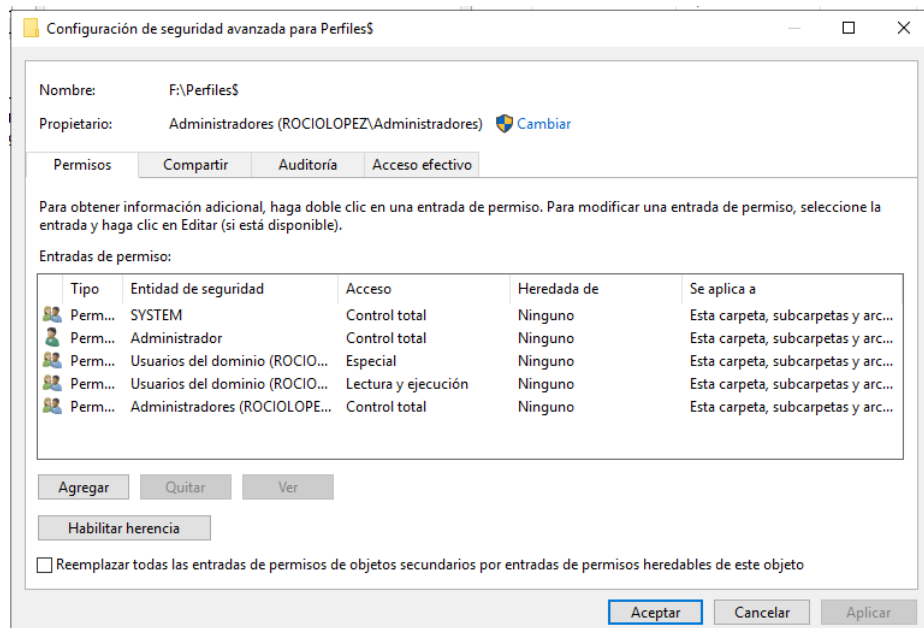 Configuración de seguridad avanzada para Perfiles$
Nombre: F:\Perfiles$
Propietario: Administradores (ROCIOLOPEZ\Administradores) Cambiar
Permisos Compartir Auditoría Acceso efectivo
Para obtener información adicional, haga doble clic en una entrada de permiso. Para modificar una entrada de permiso, seleccione la
entrada y haga clic en Editar (si está disponible).
Entradas de permiso:
Tipo Entidad de seguridad Acceso Heredada de Se aplica a
Perm... SYSTEM Control total Ninguno Esta carpeta, subcarpetas y arc...
Perm... Administrador Control total Ninguno Esta carpeta, subcarpetas y arc...
Perm... Usuarios del dominio (ROCIO... Especial Ninguno Esta carpeta, subcarpetas y arc...
Perm... Usuarios del dominio (ROCIO... Lectura y ejecución Ninguno Esta carpeta, subcarpetas y arc...
Perm... Administradores (ROCIOLOPE... Control total Ninguno Esta carpeta, subcarpetas y arc...
Agregar Quitar Ver
Habilitar herencia
Reemplazar todas las entradas de permisos de objetos secundarios por entradas de permisos heredables de este objeto
Aceptar Cancelar Aplicar